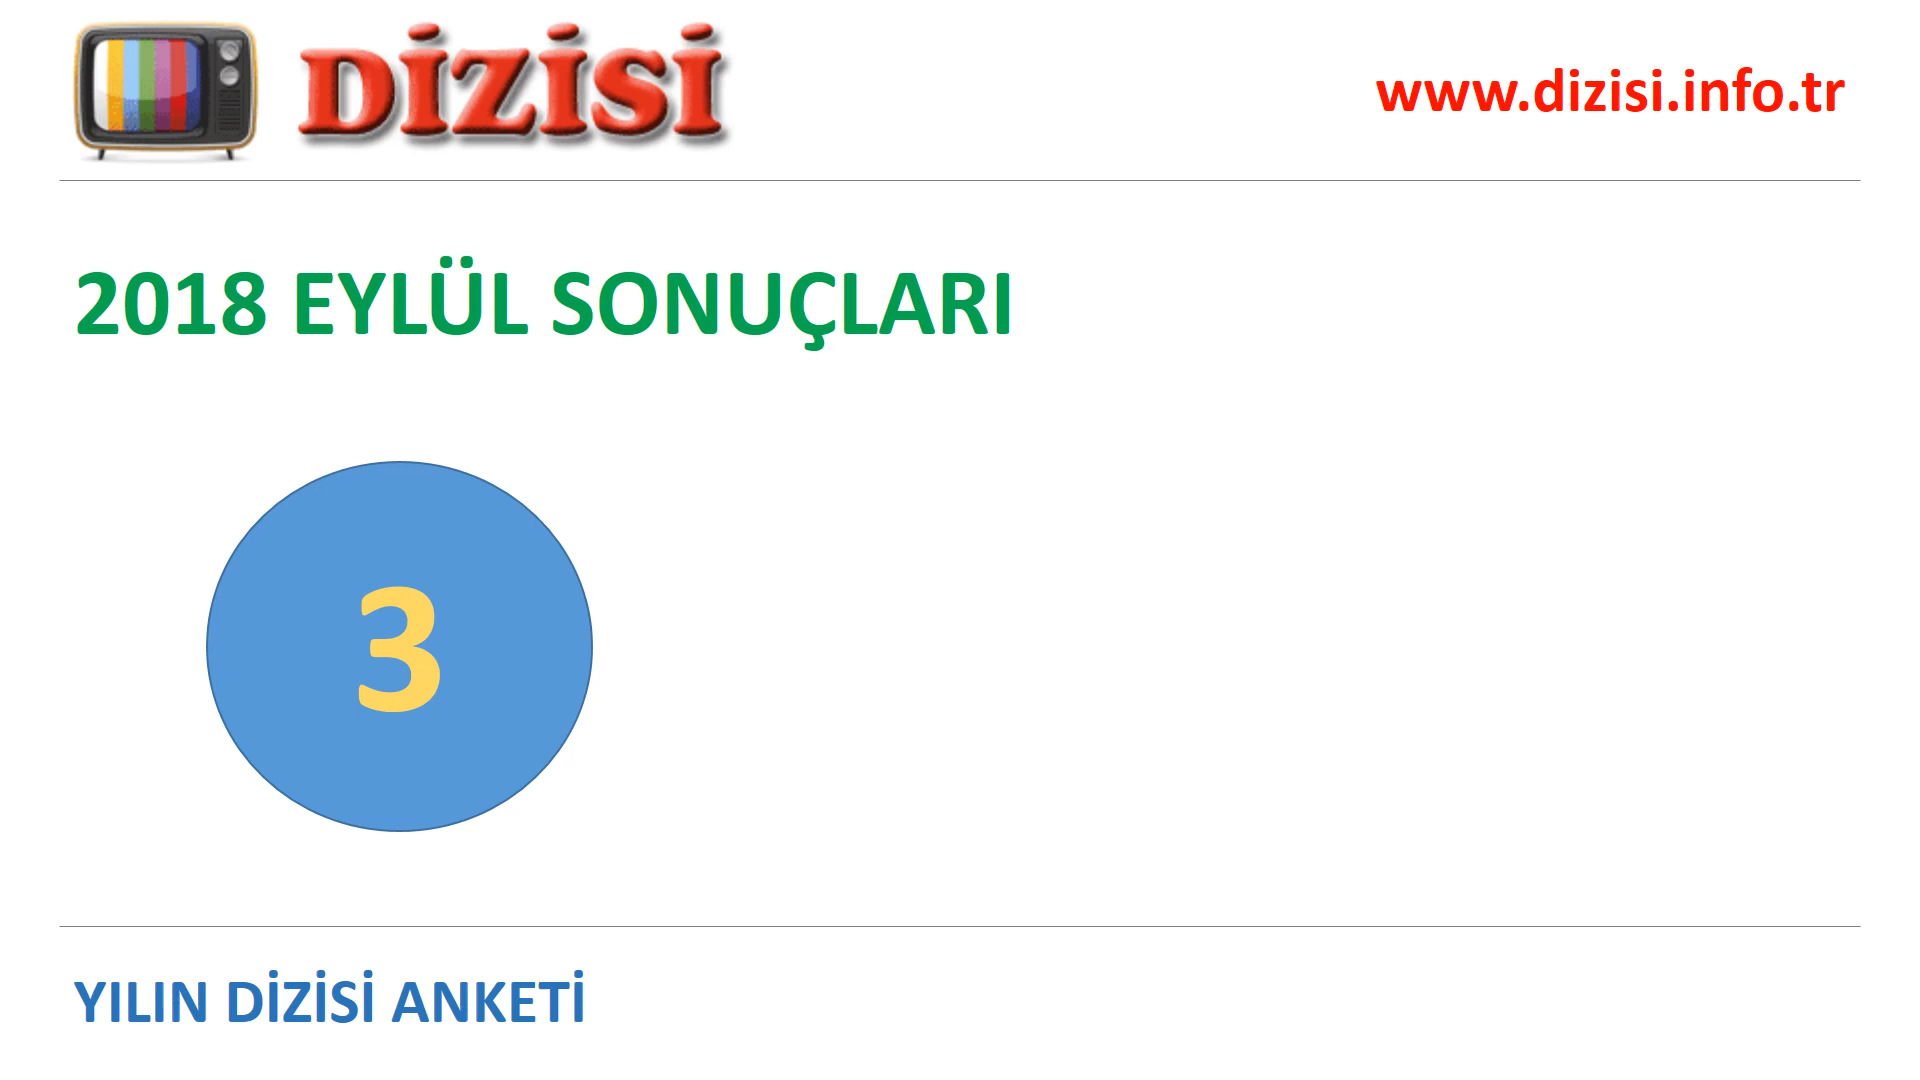 DİZİSİ
www.dizisi.info.tr
2018 EYLÜL SONUÇLARI
3
YILIN DİZİSİ ANKETİ